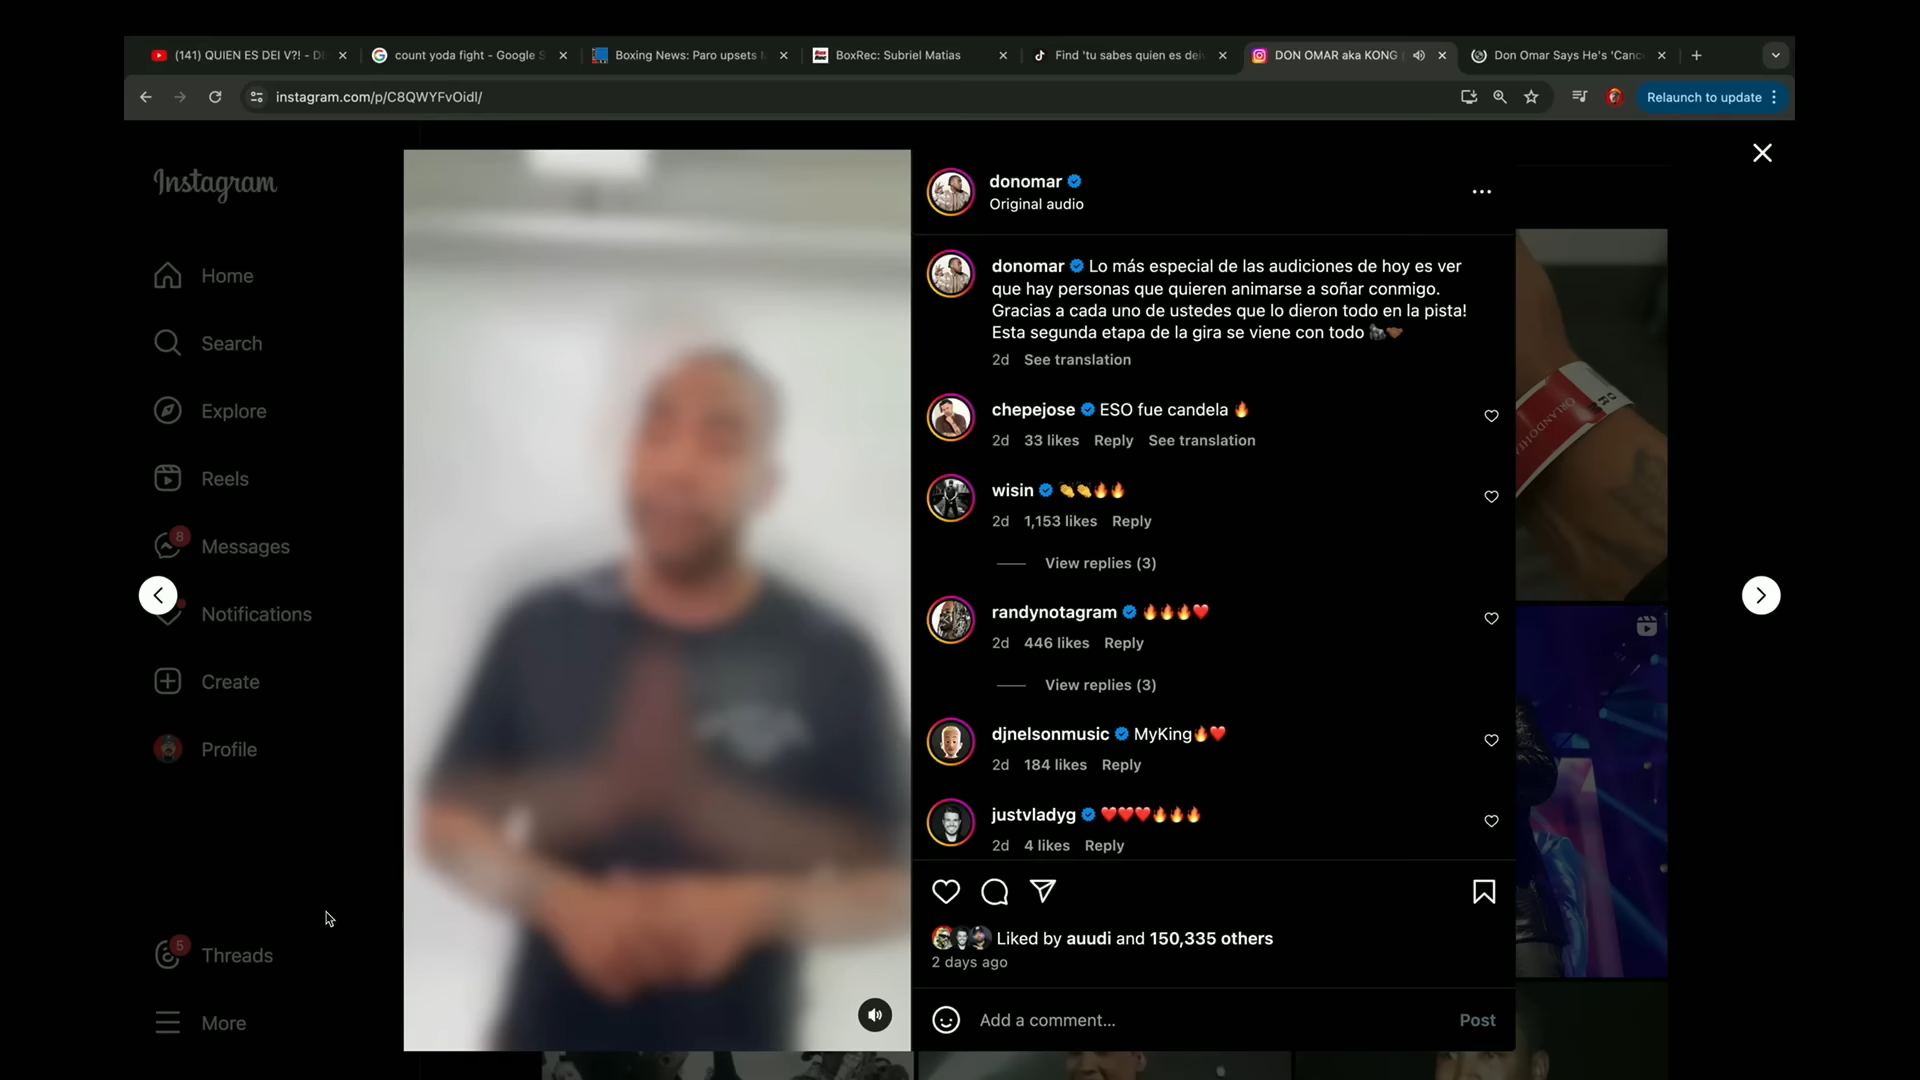 (141) QUIEN ES DEI V?! - D
count yoda fight - Google S
Boxing News: Paro upsets
BoxRec: Subriel Matias
Find 'tu sabes quien es dei
DON OMAR aka KONG
Don Omar Says He's 'Canc
instagram.com/p/C8QWYFvOidl/
Relaunch to update
Instagram
Home
Search
Explore
Reels
8
Messages
Notifications
Create
Profile
5
Threads
More
donomar
Original audio
donomar Lo más especial de las audiciones de hoy es ver
que hay personas que quieren animarse a soñar conmigo.
Gracias a cada uno de ustedes que lo dieron todo en la pista!
Esta segunda etapa de la gira se viene con todo 🦍🤝🏾
2d See translation
chepejose ESO fue candela 🔥
2d 33 likes Reply See translation
wisin 👏👏🔥🔥
2d 1,153 likes Reply
View replies (3)
randynotagram 🔥🔥🔥❤️
2d 446 likes Reply
View replies (3)
djnelsonmusic MyKing🔥❤️
2d 184 likes Reply
justvladyg ❤️❤️❤️🔥🔥🔥
2d 4 likes Reply
Liked by auudi and 150,335 others
2 days ago
Add a comment...
Post